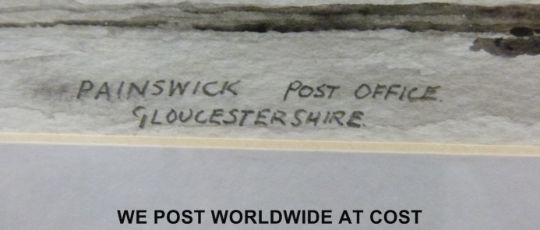 PAINSWICK POST OFFICE.
GLOUCESTERSHIRE.
WE POST WORLDWIDE AT COST